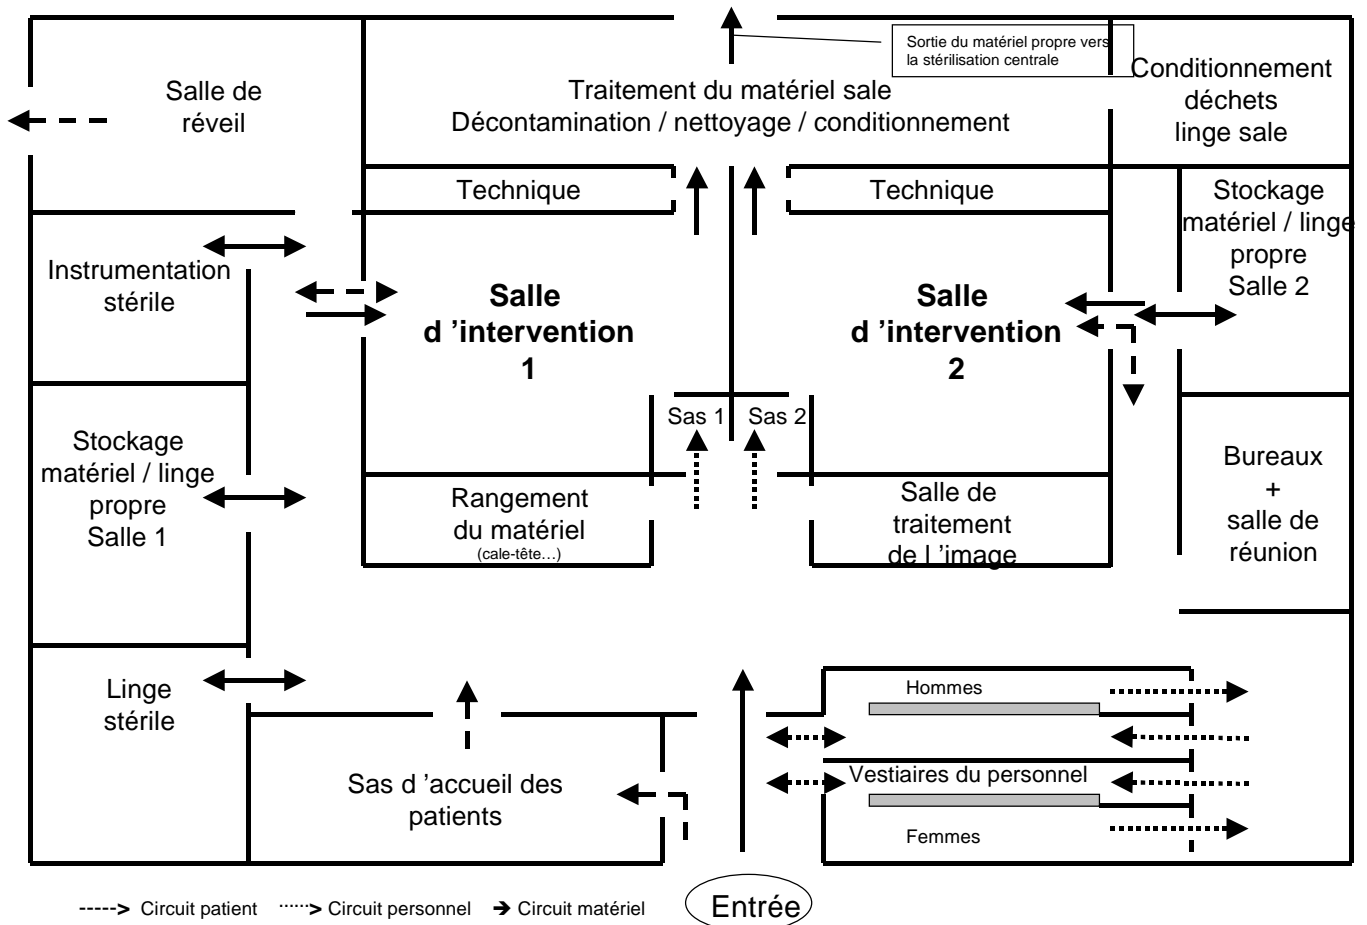 Sortie du matériel propre vers
la stérilisation centrale
Salle de
réveil
Traitement du matériel sale
Décontamination / nettoyage / conditionnement
Conditionnement
déchets
linge sale
Technique
Technique
Stockage
matériel / linge
propre
Salle 2
Instrumentation
stérile
Salle
d ’intervention
1
Salle
d ’intervention
2
Sas 1
Sas 2
Stockage
matériel / linge
propre
Salle 1
Rangement
du matériel
(cale-tête…)
Salle de
traitement
de l ’image
Bureaux
+
salle de
réunion
Linge
stérile
Hommes
Sas d ’accueil des
patients
Vestiaires du personnel
Femmes
-----> Circuit patient ······> Circuit personnel ➔ Circuit matériel
Entrée